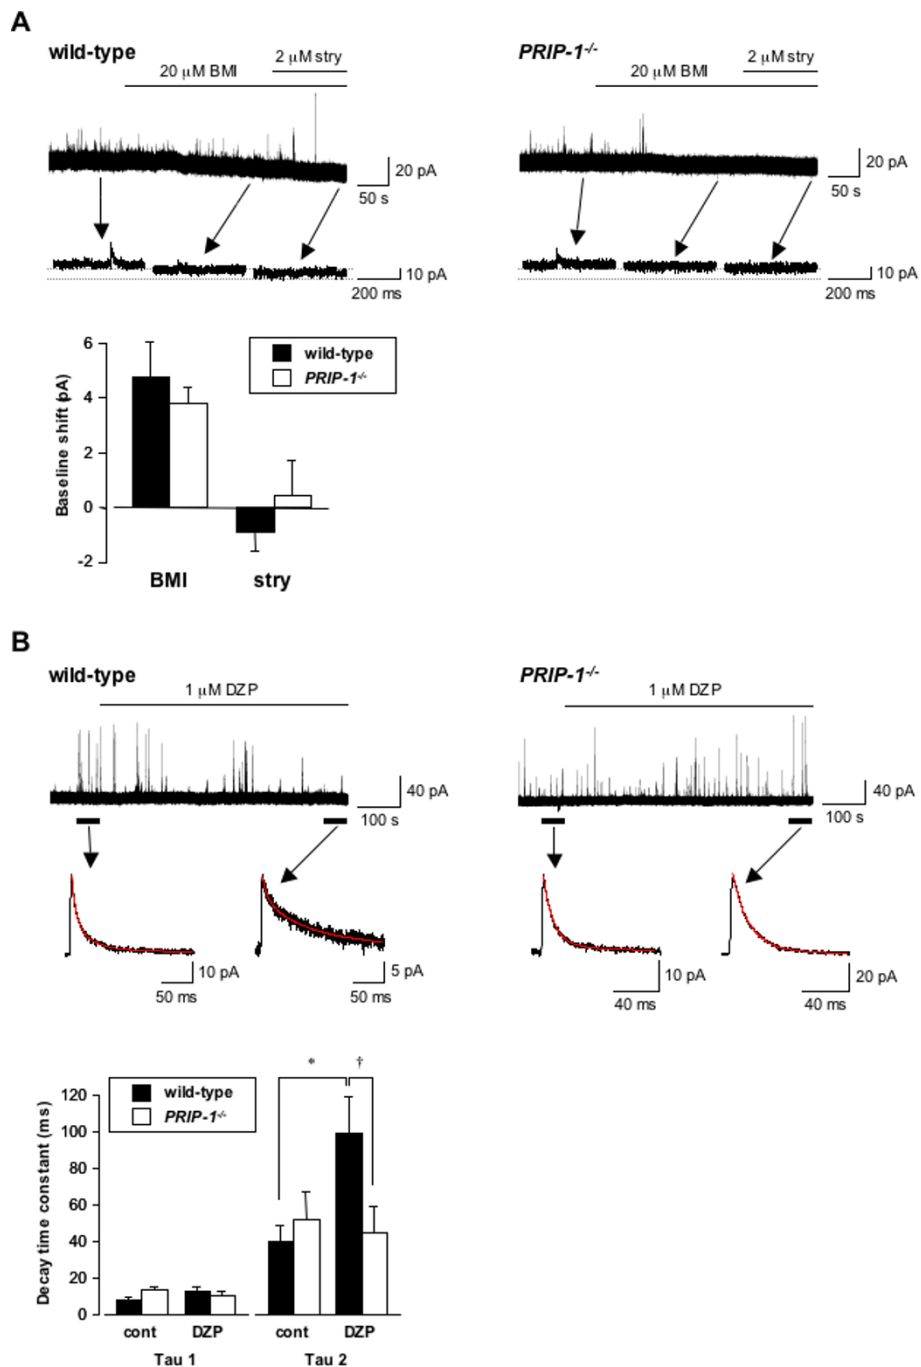 A
wild-type
PRIP-1-/-
2 μM stry
20 μM BMI
2 μM stry
20 μM BMI
20 pA
50 s
20 pA
50 s
10 pA
200 ms
10 pA
200 ms
Baseline shift (pA)
6
4
2
0
-2
wild-type
PRIP-1-/-
BMI
stry
B
wild-type
PRIP-1-/-
1 μM DZP
1 μM DZP
40 pA
100 s
40 pA
100 s
10 pA
50 ms
5 pA
50 ms
10 pA
40 ms
20 pA
40 ms
Decay time constant (ms)
120
100
80
60
40
20
0
wild-type
PRIP-1-/-
*
†
cont
DZP
cont
DZP
Tau 1
Tau 2